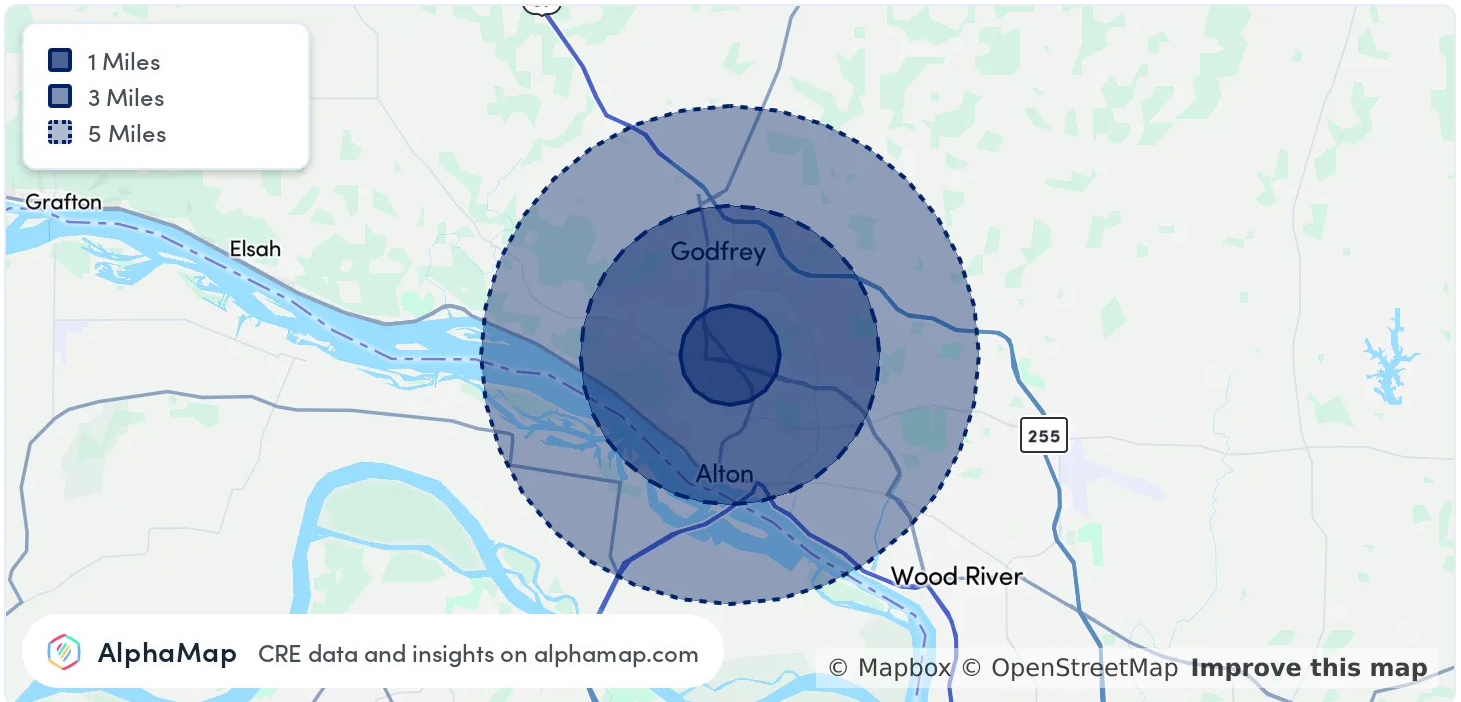 1 Miles
3 Miles
5 Miles
Grafton
Elsah
Godfrey
255
Alton
Wood River
AlphaMap CRE data and insights on alphamap.com
© Mapbox © OpenStreetMap Improve this map